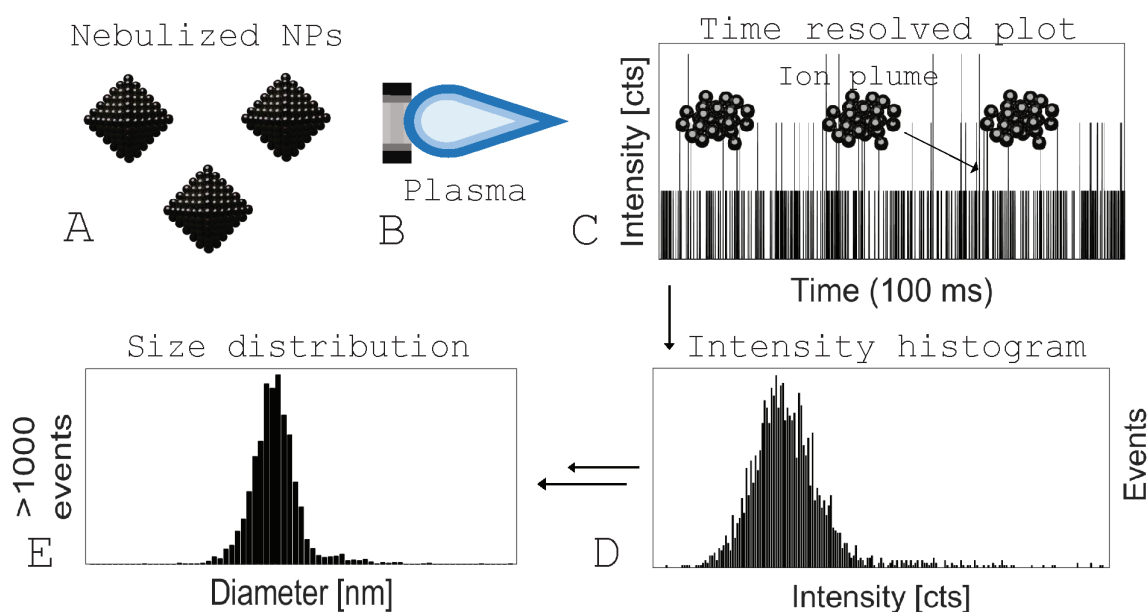 Nebulized NPs
A
Plasma
B
Time resolved plot
Ion plume
Intensity [cts]
C
Time (100 ms)
Size distribution
>1000
events
E
Diameter [nm]
Intensity histogram
Events
D
Intensity [cts]